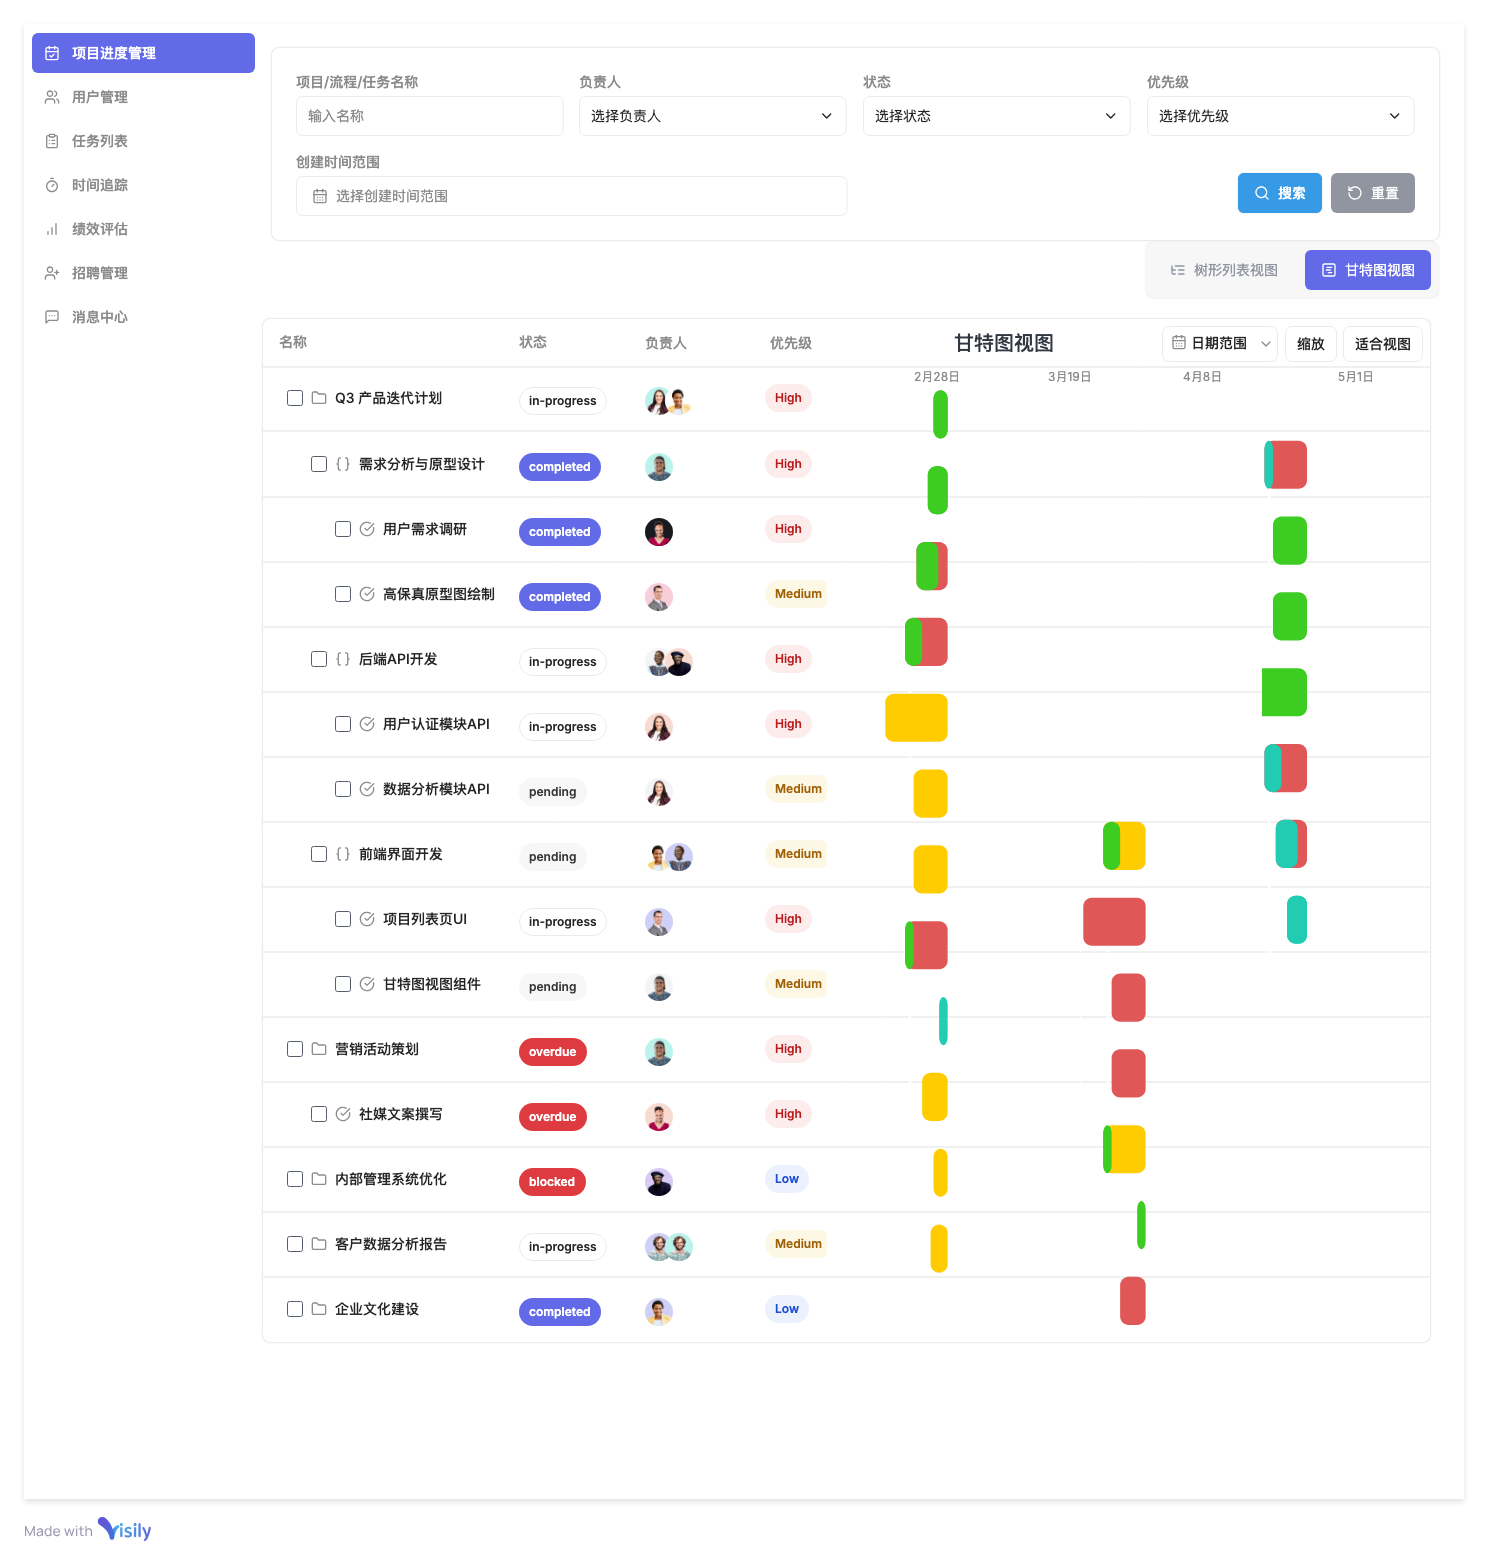 项目进度管理
用户管理
任务列表
时间追踪
绩效评估
招聘管理
消息中心
项目/流程/任务名称
负责人
状态
优先级
输入名称
选择负责人
选择状态
选择优先级
创建时间范围
选择创建时间范围
搜索
重置
树形列表视图
甘特图视图
名称
状态
负责人
优先级
甘特图视图
日期范围
缩放
适合视图
2月28日
3月19日
4月8日
5月1日
Q3 产品迭代计划 in-progress High
需求分析与原型设计 completed High
用户需求调研 completed High
高保真原型图绘制 completed Medium
后端API开发 in-progress High
用户认证模块API in-progress High
数据分析模块API pending Medium
前端界面开发 pending Medium
项目列表页UI in-progress High
甘特图视图组件 pending Medium
营销活动策划 overdue High
社媒文案撰写 overdue High
内部管理系统优化 blocked Low
客户数据分析报告 in-progress Medium
企业文化建设 completed Low
Made with Visily